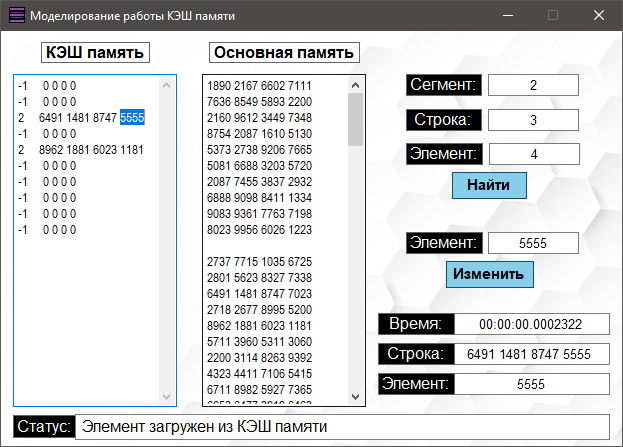 Моделирование работы КЭШ памяти
КЭШ память
-1 0 0 0 0
-1 0 0 0 0
2 6491 1481 8747 5555
-1 0 0 0 0
2 8962 1881 6023 1181
-1 0 0 0 0
-1 0 0 0 0
-1 0 0 0 0
-1 0 0 0 0
-1 0 0 0 0
Основная память
1890 2167 6602 7111
7636 8549 5893 2200
2160 9612 3449 7348
8754 2087 1610 5130
5373 2738 9206 7665
5081 6688 3203 5720
2087 7455 3837 2932
6888 9098 8411 1334
9083 9361 7763 7198
8023 9956 6026 1223
2737 7715 1035 6725
2801 5623 8327 7338
6491 1481 8747 7023
2718 2677 8995 5200
8962 1881 6023 1181
5711 3960 5311 3060
2200 3114 8263 9392
4323 4411 7106 5415
6711 8982 5927 7365
Сегмент: 2
Строка: 3
Элемент: 4
Найти
Элемент: 5555
Изменить
Время: 00:00:00.0002322
Строка: 6491 1481 8747 5555
Элемент: 5555
Статус: Элемент загружен из КЭШ памяти